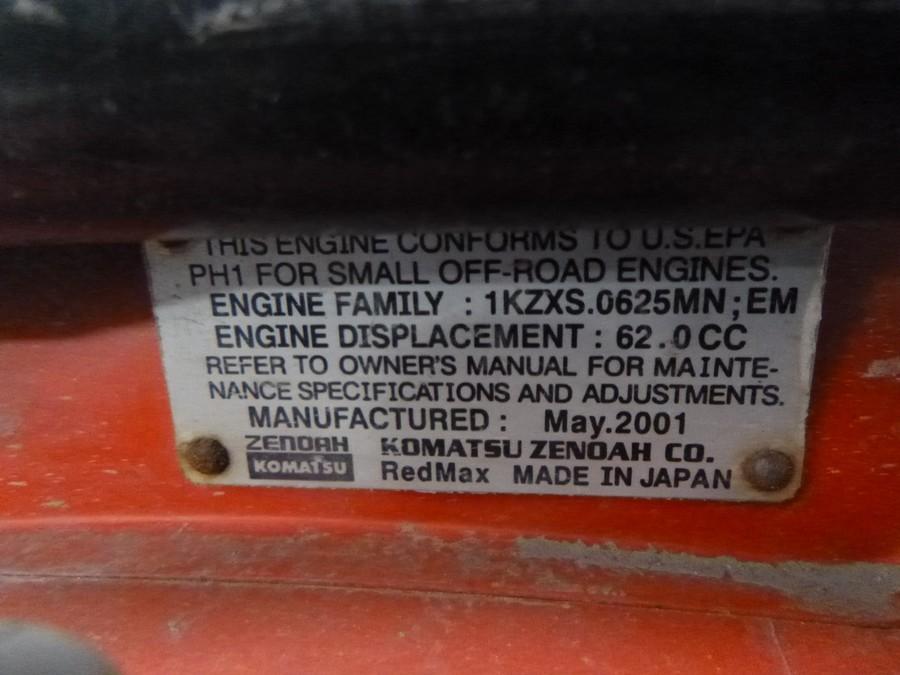 THIS ENGINE CONFORMS TO U.S.EPA
PH1 FOR SMALL OFF-ROAD ENGINES.
ENGINE FAMILY : 1KZXS.0625MN;EM
ENGINE DISPLACEMENT : 62.0CC
REFER TO OWNER'S MANUAL FOR MAINTE-
NANCE SPECIFICATIONS AND ADJUSTMENTS.
MANUFACTURED : May.2001
ZENOAH KOMATSU ZENOAH CO.
KOMATSU RedMax MADE IN JAPAN